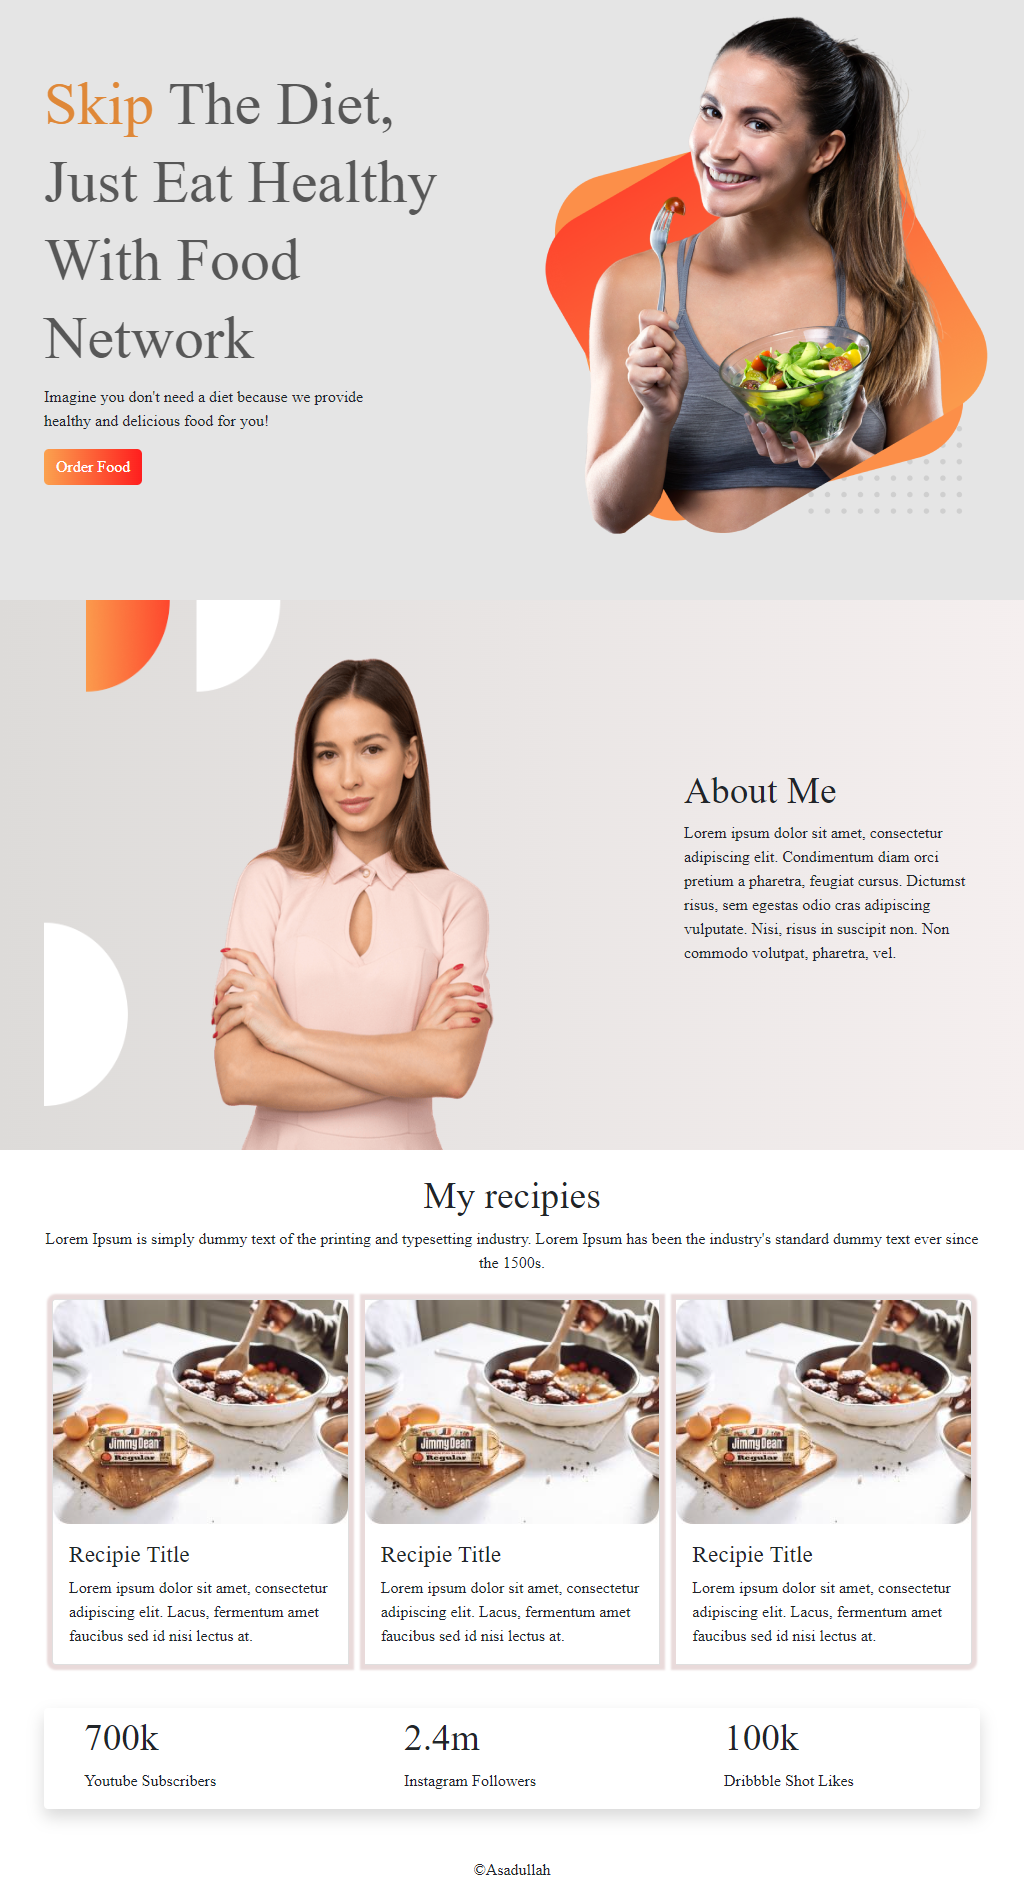 Skip The Diet,
Just Eat Healthy
With Food
Network
Imagine you don't need a diet because we provide
healthy and delicious food for you!
Order Food
About Me
Lorem ipsum dolor sit amet, consectetur
adipiscing elit. Condimentum diam orci
pretium a pharetra, feugiat cursus. Dictumst
risus, sem egestas odio cras adipiscing
vulputate. Nisi, risus in suscipit non. Non
commodo volutpat, pharetra, vel.
My recipies
Lorem Ipsum is simply dummy text of the printing and typesetting industry. Lorem Ipsum has been the industry's standard dummy text ever since
the 1500s.
Jimmy Dean
Regular
Recipie Title
Lorem ipsum dolor sit amet, consectetur
adipiscing elit. Lacus, fermentum amet
faucibus sed id nisi lectus at.
Jimmy Dean
Regular
Recipie Title
Lorem ipsum dolor sit amet, consectetur
adipiscing elit. Lacus, fermentum amet
faucibus sed id nisi lectus at.
Jimmy Dean
Regular
Recipie Title
Lorem ipsum dolor sit amet, consectetur
adipiscing elit. Lacus, fermentum amet
faucibus sed id nisi lectus at.
700k
Youtube Subscribers
2.4m
Instagram Followers
100k
Dribbble Shot Likes
©Asadullah